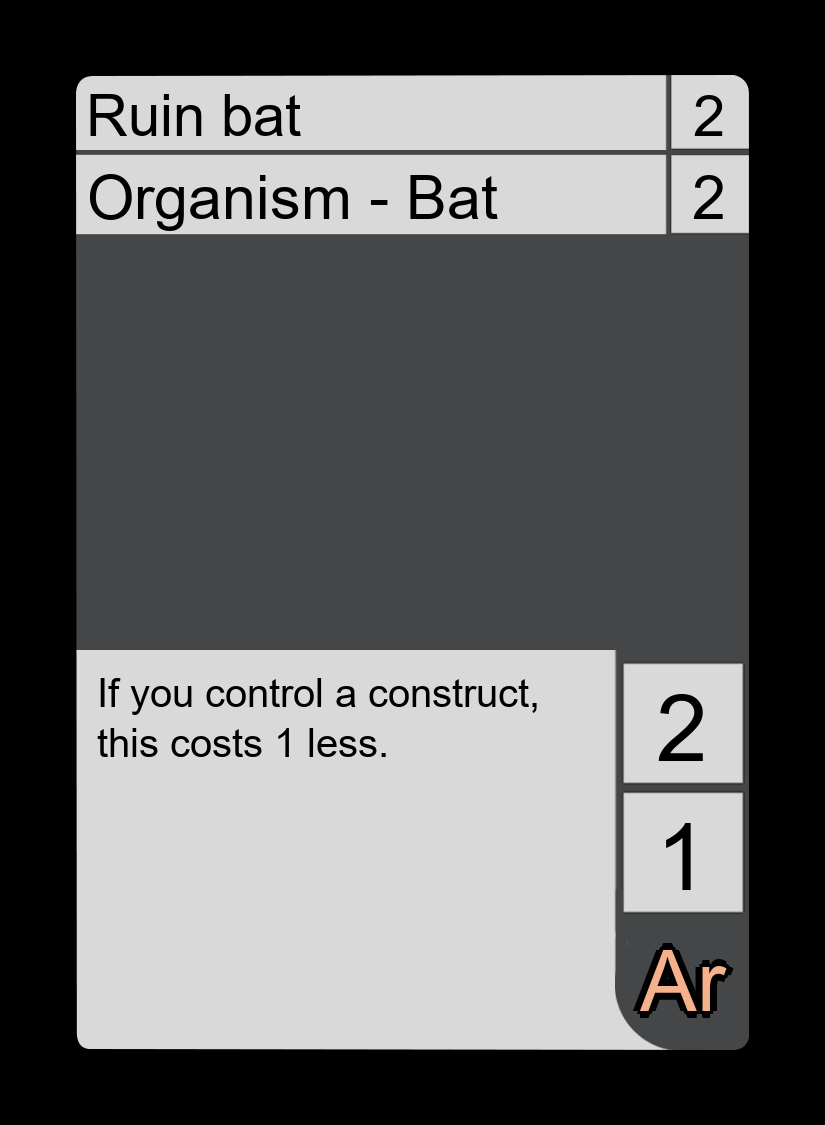 Ruin bat 2
Organism - Bat 2
If you control a construct,
this costs 1 less.
2
1
Ar